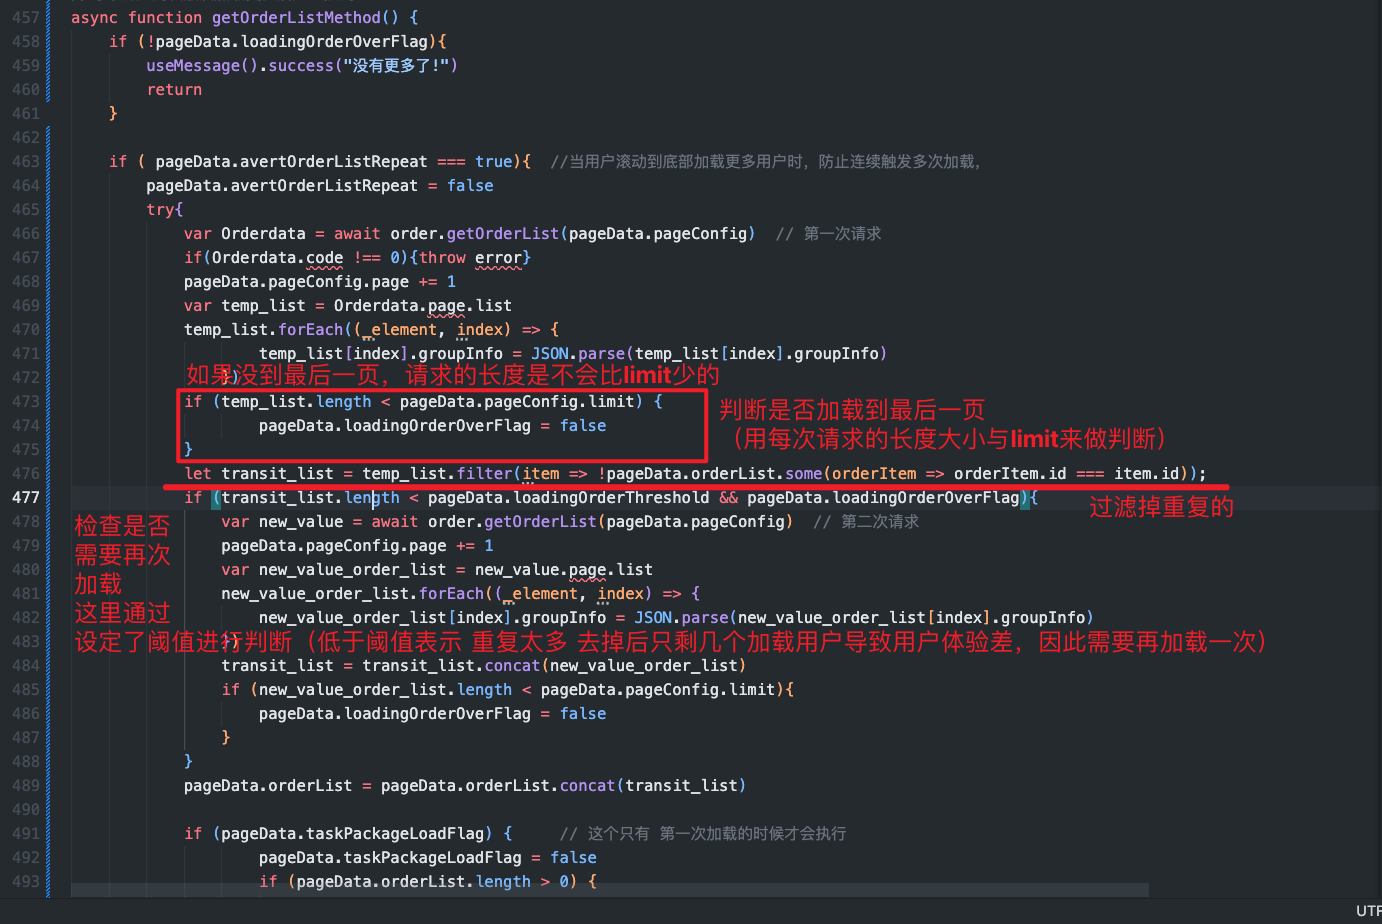 457 async function getOrderListMethod() {
458 if (!pageData.loadingOrderOverFlag){
459 useMessage().success("没有更多了!")
460 return
461 }
462
463 if ( pageData.avertOrderListRepeat === true){ //当用户滚动到底部加载更多用户时，防止连续触发多次加载，
464 pageData.avertOrderListRepeat = false
465 try{
466 var Orderdata = await order.getOrderList(pageData.pageConfig) // 第一次请求
467 if(Orderdata.code !== 0){throw error}
468 pageData.pageConfig.page += 1
469 var temp_list = Orderdata.page.list
470 temp_list.forEach((_element, index) => {
471 temp_list[index].groupInfo = JSON.parse(temp_list[index].groupInfo)
472 })
如果没到最后一页，请求的长度是不会比limit少的
473 if (temp_list.length < pageData.pageConfig.limit) {
判断是否加载到最后一页
474 pageData.loadingOrderOverFlag = false
（用每次请求的长度大小与limit来做判断）
475 }
476 let transit_list = temp_list.filter(item => !pageData.orderList.some(orderItem => orderItem.id === item.id));
477 if (transit_list.length < pageData.loadingOrderThreshold && pageData.loadingOrderOverFlag){
过滤掉重复的
478 var new_value = await order.getOrderList(pageData.pageConfig) // 第二次请求
检查是否
479 pageData.pageConfig.page += 1
需要再次
480 var new_value_order_list = new_value.page.list
加载
481 new_value_order_list.forEach((_element, index) => {
这里通过
482 new_value_order_list[index].groupInfo = JSON.parse(new_value_order_list[index].groupInfo)
483 })
设定了阈值进行判断（低于阈值表示 重复太多 去掉后只剩几个加载用户导致用户体验差，因此需要再加载一次）
484 transit_list = transit_list.concat(new_value_order_list)
485 if (new_value_order_list.length < pageData.pageConfig.limit){
486 pageData.loadingOrderOverFlag = false
487 }
488 }
489 pageData.orderList = pageData.orderList.concat(transit_list)
490
491 if (pageData.taskPackageLoadFlag) { // 这个只有 第一次加载的时候才会执行
492 pageData.taskPackageLoadFlag = false
493 if (pageData.orderList.length > 0) {
UTF